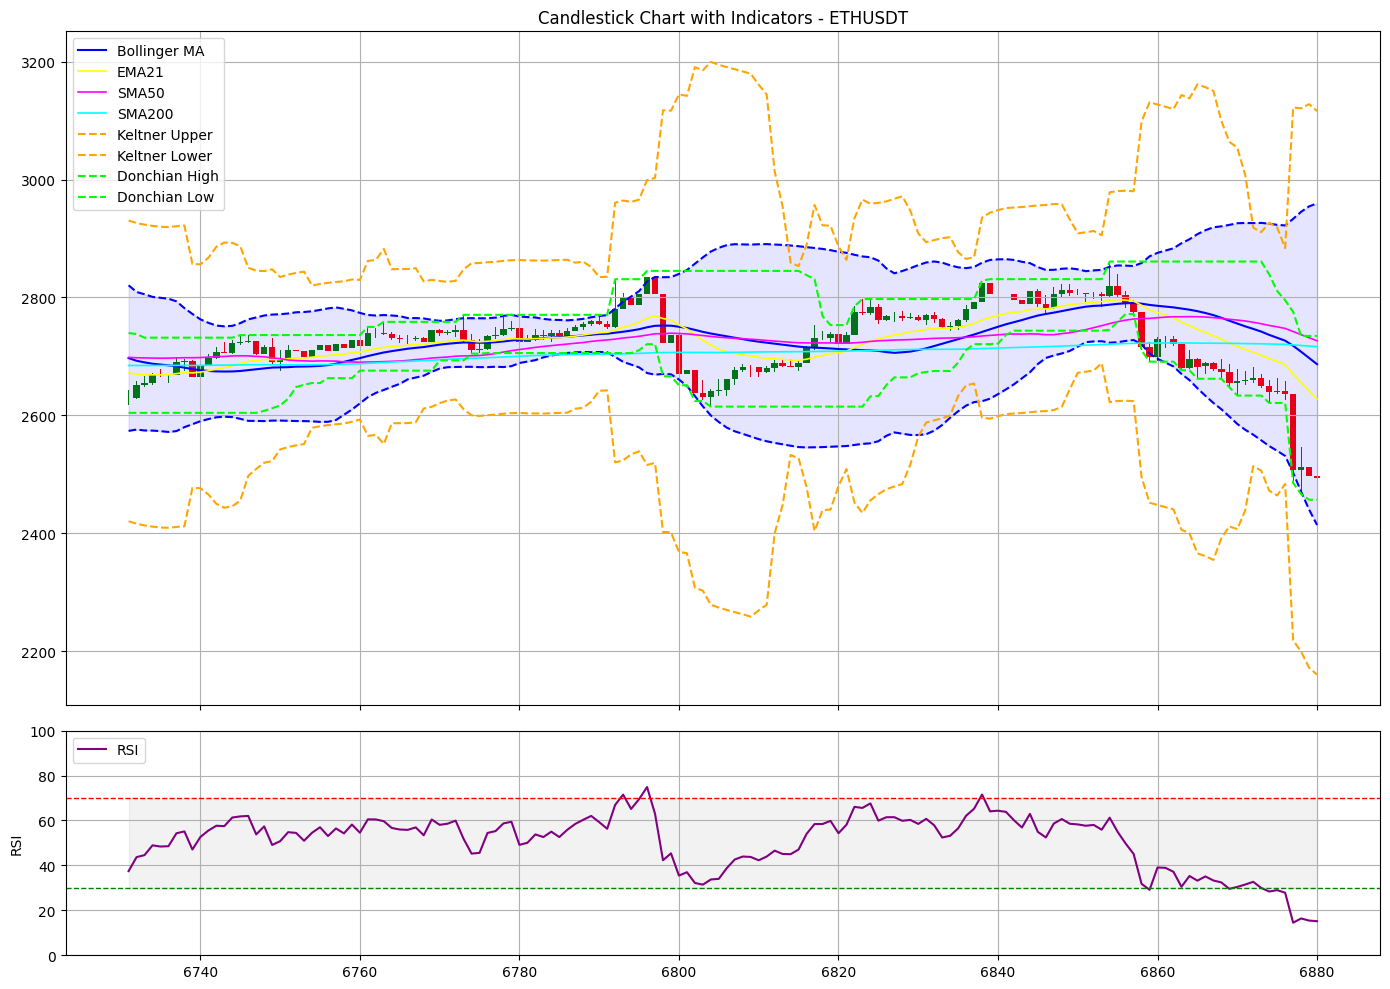 Candlestick Chart with Indicators - ETHUSDT
Bollinger MA
EMA21
SMA50
SMA200
Keltner Upper
Keltner Lower
Donchian High
Donchian Low
3200
3000
2800
2600
2400
2200
RSI
100
80
60
40
20
0
RSI
6740 6760 6780 6800 6820 6840 6860 6880